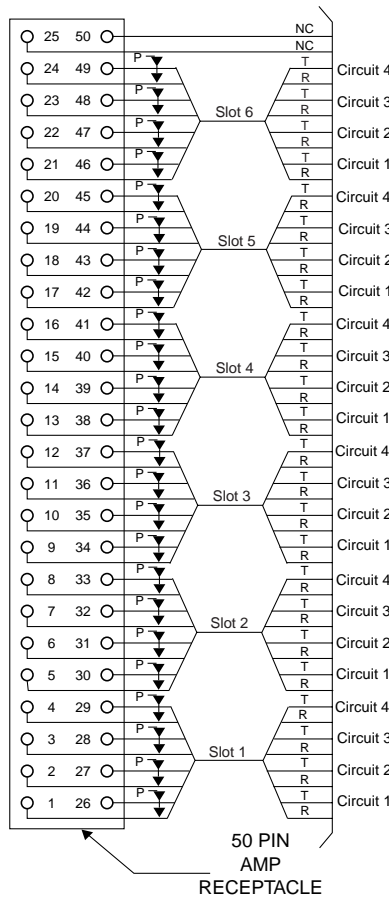 NC
25 50
NC
P T
24 49 Circuit 4
R
P T
23 48 Circuit 3
R
Slot 6
P T
22 47 Circuit 2
R
P T
21 46 Circuit 1
R
P T
20 45 Circuit 4
R
P T
19 44 Circuit 3
R
Slot 5
P T
18 43 Circuit 2
R
P T
17 42 Circuit 1
R
P T
16 41 Circuit 4
R
P T
15 40 Circuit 3
R
Slot 4
P T
14 39 Circuit 2
R
P T
13 38 Circuit 1
R
P T
12 37 Circuit 4
R
P T
11 36 Circuit 3
R
Slot 3
P T
10 35 Circuit 2
R
P T
9 34 Circuit 1
R
P T
8 33 Circuit 4
R
P T
7 32 Circuit 3
R
Slot 2
P T
6 31 Circuit 2
R
P T
5 30 Circuit 1
R
P T
4 29 Circuit 4
R
P T
3 28 Circuit 3
R
Slot 1
P T
2 27 Circuit 2
R
P T
1 26 Circuit 1
R
50 PIN
AMP
RECEPTACLE